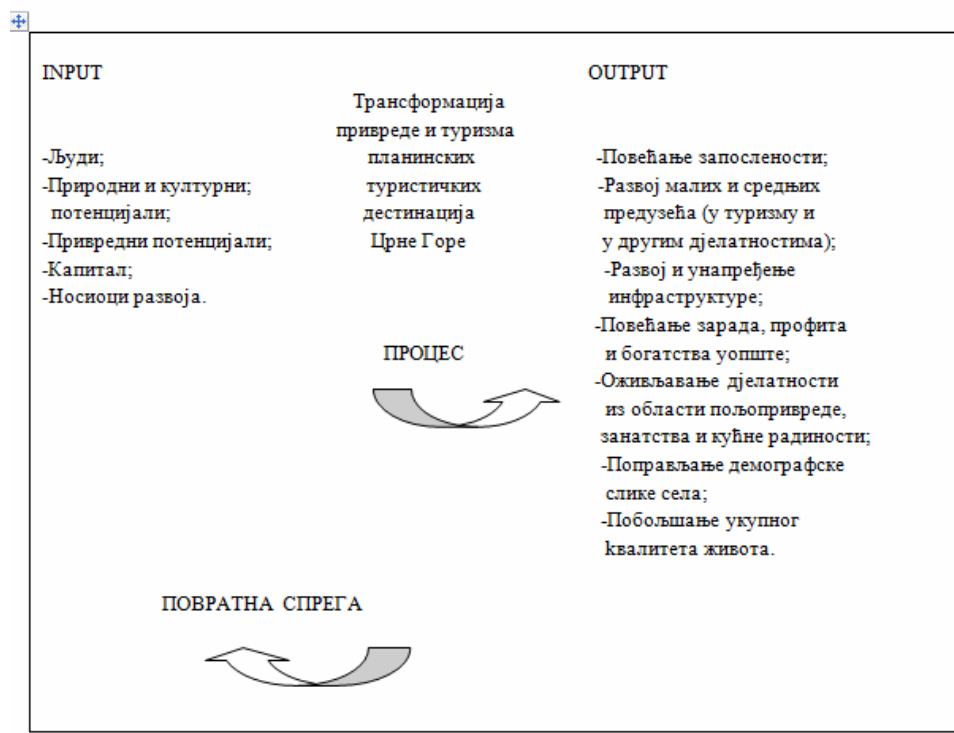 INPUT
OUTPUT
Трансформација
привреде и туризма
планинских
туристичких
дестинација
Црне Горе
-Људи;
-Природни и културни;
потенцијали;
-Привредни потенцијали;
-Капитал;
-Носиоци развоја.
ПРОЦЕС
-Повећање запослености;
-Развој малих и средњих
предузећа (у туризму и
у другим дјелатностима);
-Развој и унапређење
инфраструктуре;
-Повећање зарада, профита
и богатства уопште;
-Оживљавање дјелатности
из области пољопривреде,
занатства и кућне радиности;
-Поправљање демографске
слике села;
-Побољшање укупног
квалитета живота.
ПОВРАТНА СПРЕГА